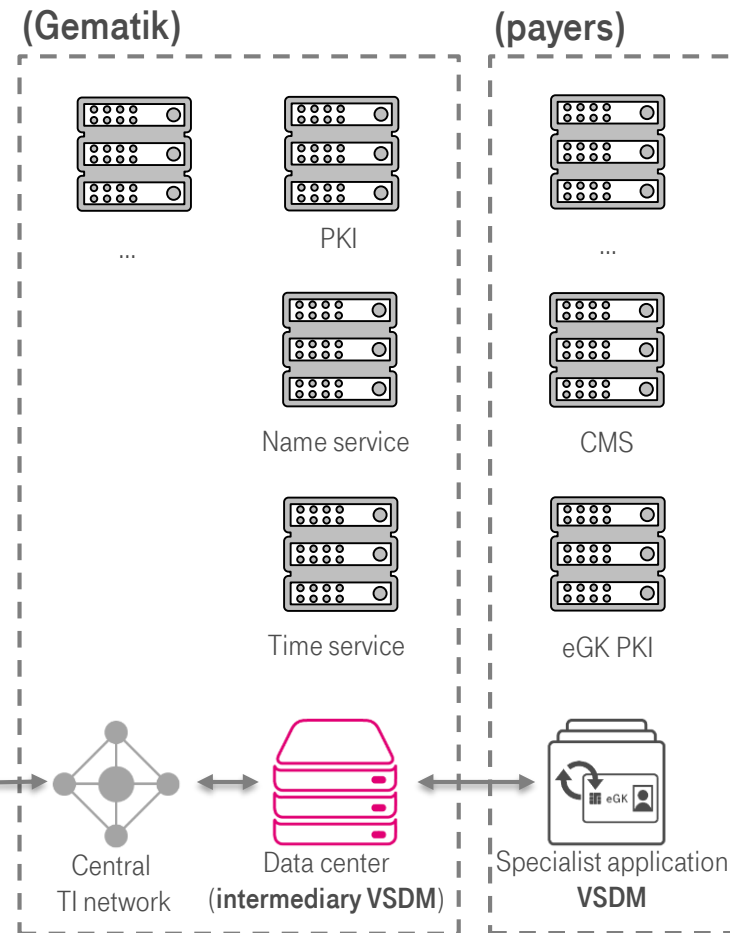 (Gematik)
(payers)
...
PKI
...
Name service
CMS
Time service
eGK PKI
eGK
Central
TI network
Data center
(intermediary VSDM)
Specialist application
VSDM